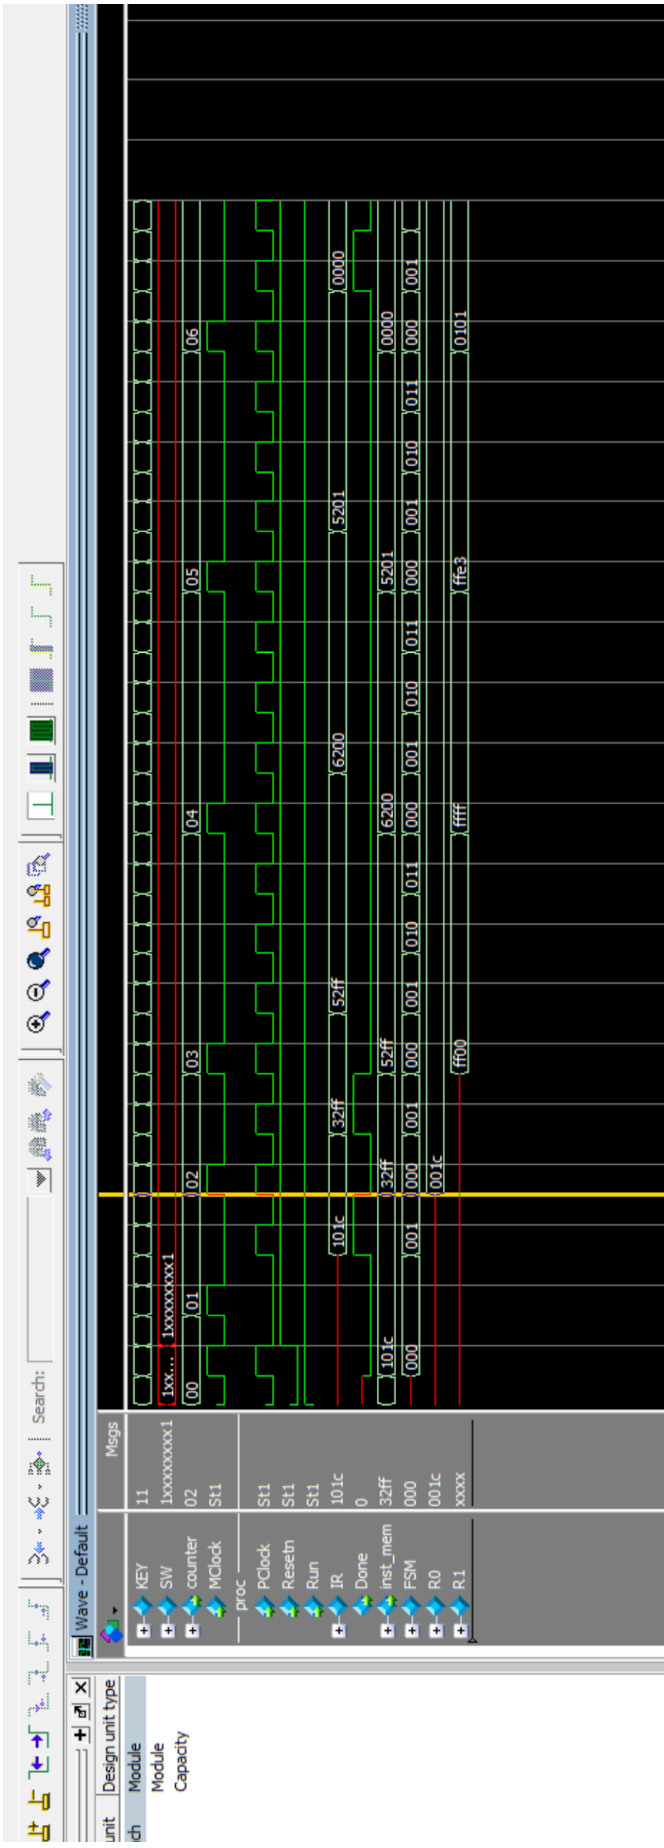 Search:
unit
Design unit type
ch
Module
Module
Capacity
Wave - Default
Msgs
KEY 11
SW 1xxxxxxxx1 1xx... 1xxxxxxxx1
counter 02 00 01 02 03 04 05 06
MClock St1
proc
PClock St1
Resetn St1
Run St1
IR 101c 101c 32ff 52ff 6200 5201 0000
Done 0
inst_mem 32ff 101c 32ff 52ff 6200 5201 0000
FSM 000 000 001 000 001 000 001 010 011 000 001 010 011 000 001 010 011 000 001
R0 001c 001c
R1 xxxx ff00 ffff ffe3 0101